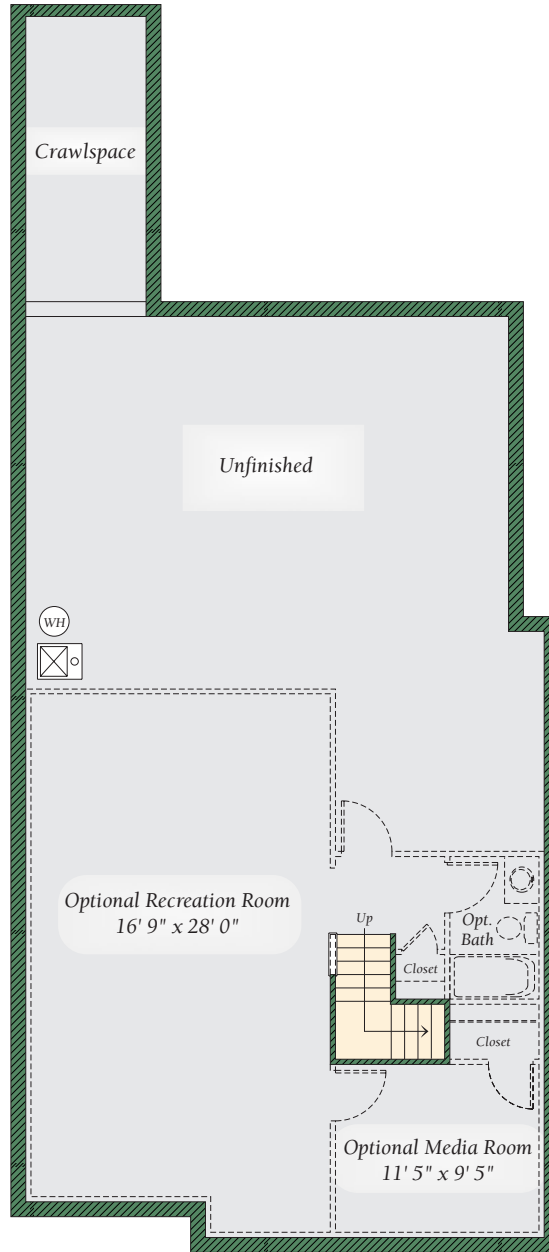 Crawlspace
Unfinished
WH
Optional Recreation Room
16' 9" x 28' 0"
Up
Opt.
Bath
Closet
Closet
Optional Media Room
11' 5" x 9' 5"